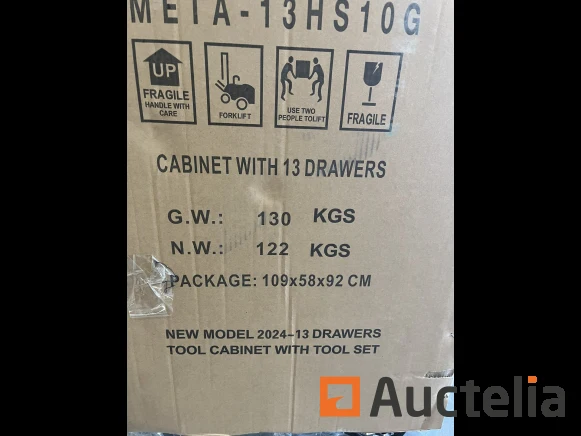 META-13HS10G
UP
FRAGILE
HANDLE WITH
CARE
FORKLIFT
USE TWO
PEOPLE TOLIFT
FRAGILE
CABINET WITH 13 DRAWERS
G.W.: 130 KGS
N.W.: 122 KGS
PACKAGE: 109x58x92 CM
NEW MODEL 2024-13 DRAWERS
TOOL CABINET WITH TOOL SET
Auctelia